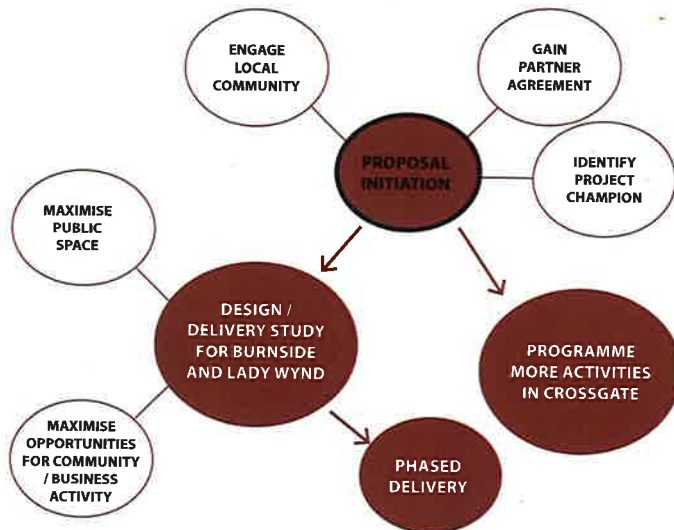 ENGAGE
LOCAL
COMMUNITY
GAIN
PARTNER
AGREEMENT
PROPOSAL
INITIATION
IDENTIFY
PROJECT
CHAMPION
MAXIMISE
PUBLIC
SPACE
DESIGN /
DELIVERY STUDY
FOR BURNSIDE
AND LADY WYND
PROGRAMME
MORE ACTIVITIES
IN CROSSGATE
MAXIMISE
OPPORTUNITIES
FOR COMMUNITY
/ BUSINESS
ACTIVITY
PHASED
DELIVERY